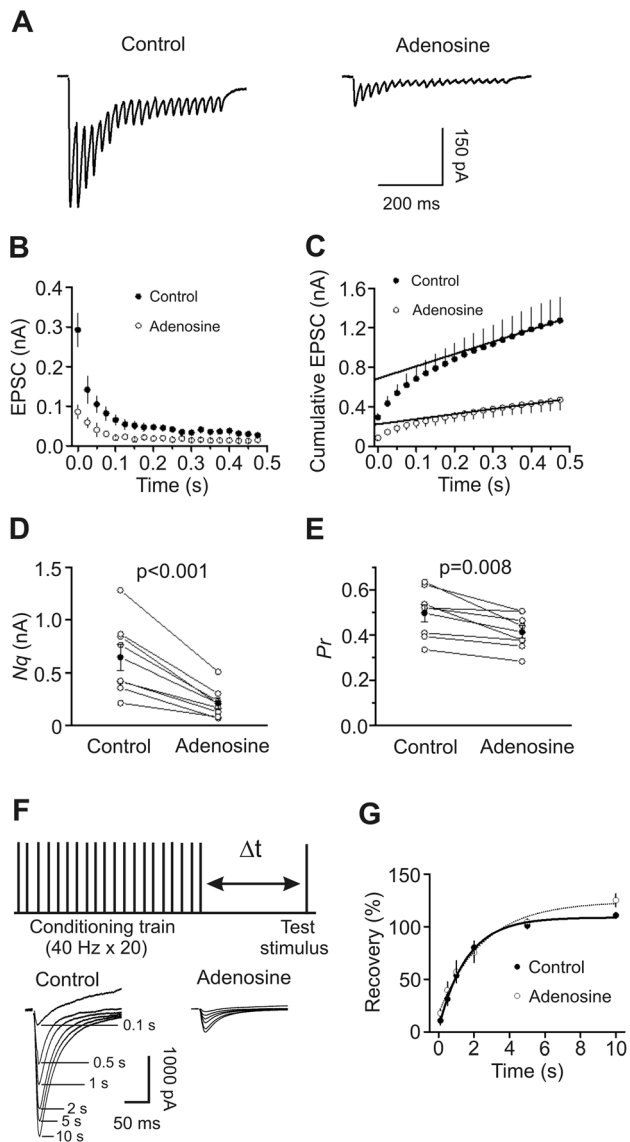 A
Control
Adenosine
150 pA
200 ms
B
0.4
0.3
0.2
0.1
0.0
EPSC (nA)
Control
Adenosine
0.0 0.1 0.2 0.3 0.4 0.5
Time (s)
C
1.6
1.2
0.8
0.4
0
Cumulative EPSC (nA)
Control
Adenosine
0.0 0.1 0.2 0.3 0.4 0.5
Time (s)
D
1.5
1.0
0.5
0
Nq (nA)
p<0.001
Control Adenosine
E
0.6
0.4
0.2
0.0
Pr
p=0.008
Control Adenosine
F
Δt
Conditioning train
(40 Hz x 20)
Test
stimulus
Control
Adenosine
0.1 s
0.5 s
1 s
2 s
5 s
10 s
1000 pA
50 ms
G
150
100
50
0
Recovery (%)
Control
Adenosine
0 2 4 6 8 10
Time (s)